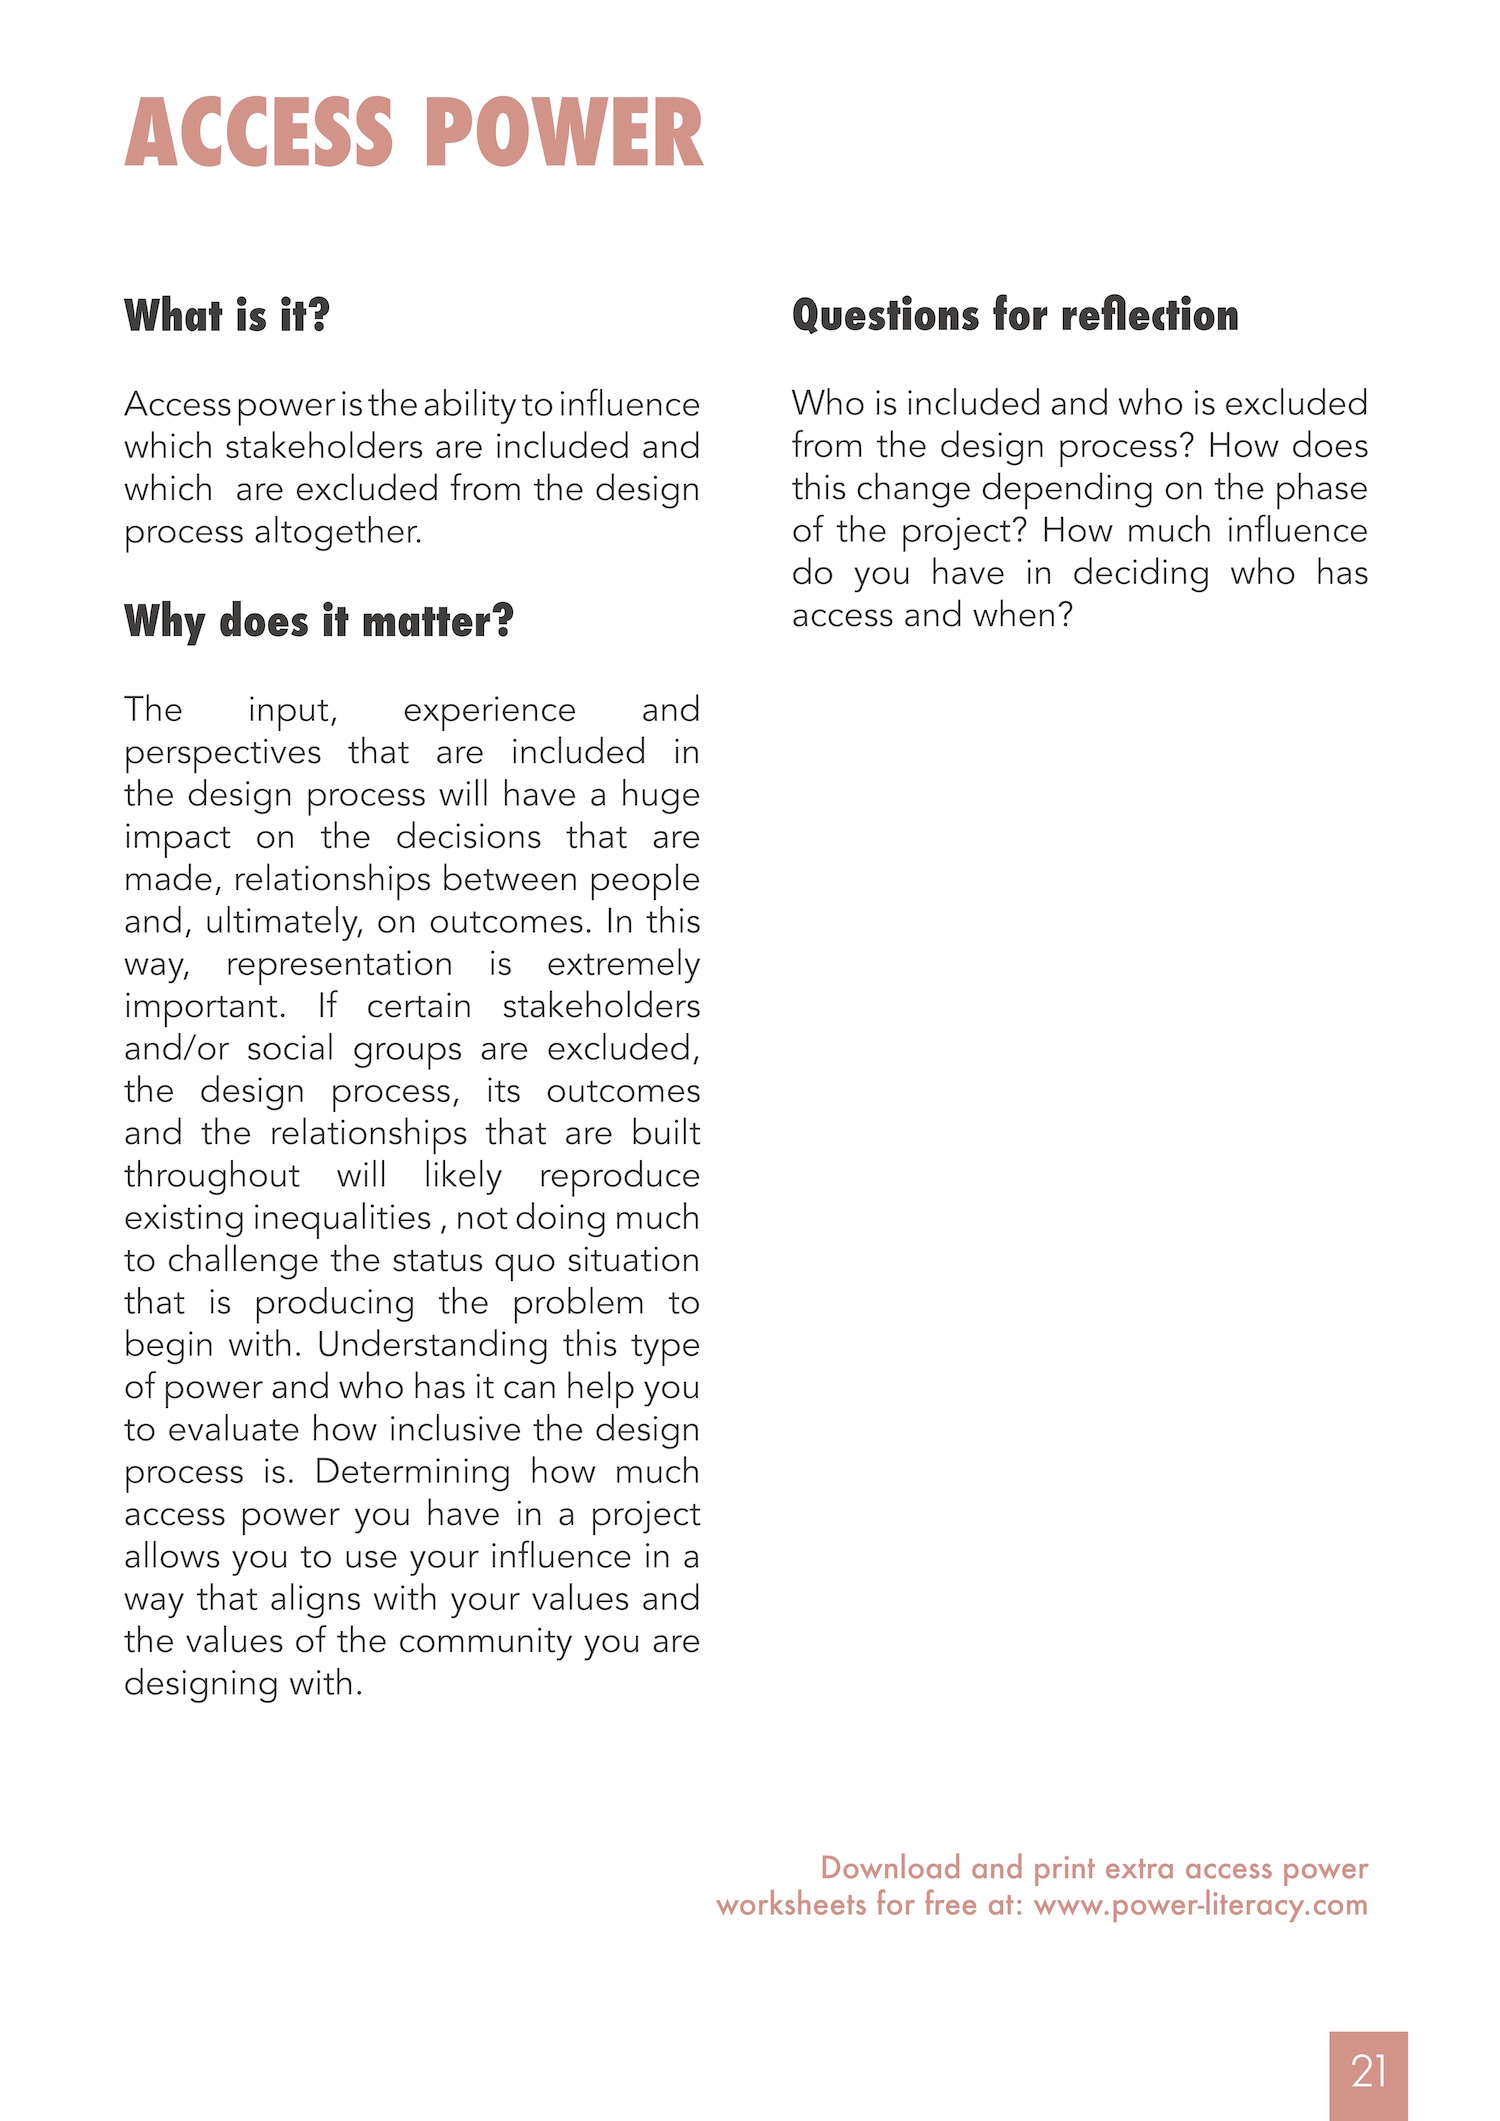 ACCESS POWER
What is it?
Access power is the ability to influence
which stakeholders are included and
which are excluded from the design
process altogether.
Why does it matter?
The input, experience and
perspectives that are included in
the design process will have a huge
impact on the decisions that are
made, relationships between people
and, ultimately, on outcomes. In this
way, representation is extremely
important. If certain stakeholders
and/or social groups are excluded,
the design process, its outcomes
and the relationships that are built
throughout will likely reproduce
existing inequalities , not doing much
to challenge the status quo situation
that is producing the problem to
begin with. Understanding this type
of power and who has it can help you
to evaluate how inclusive the design
process is. Determining how much
access power you have in a project
allows you to use your influence in a
way that aligns with your values and
the values of the community you are
designing with.
Questions for reflection
Who is included and who is excluded
from the design process? How does
this change depending on the phase
of the project? How much influence
do you have in deciding who has
access and when?
Download and print extra access power
worksheets for free at: www.power-literacy.com
21